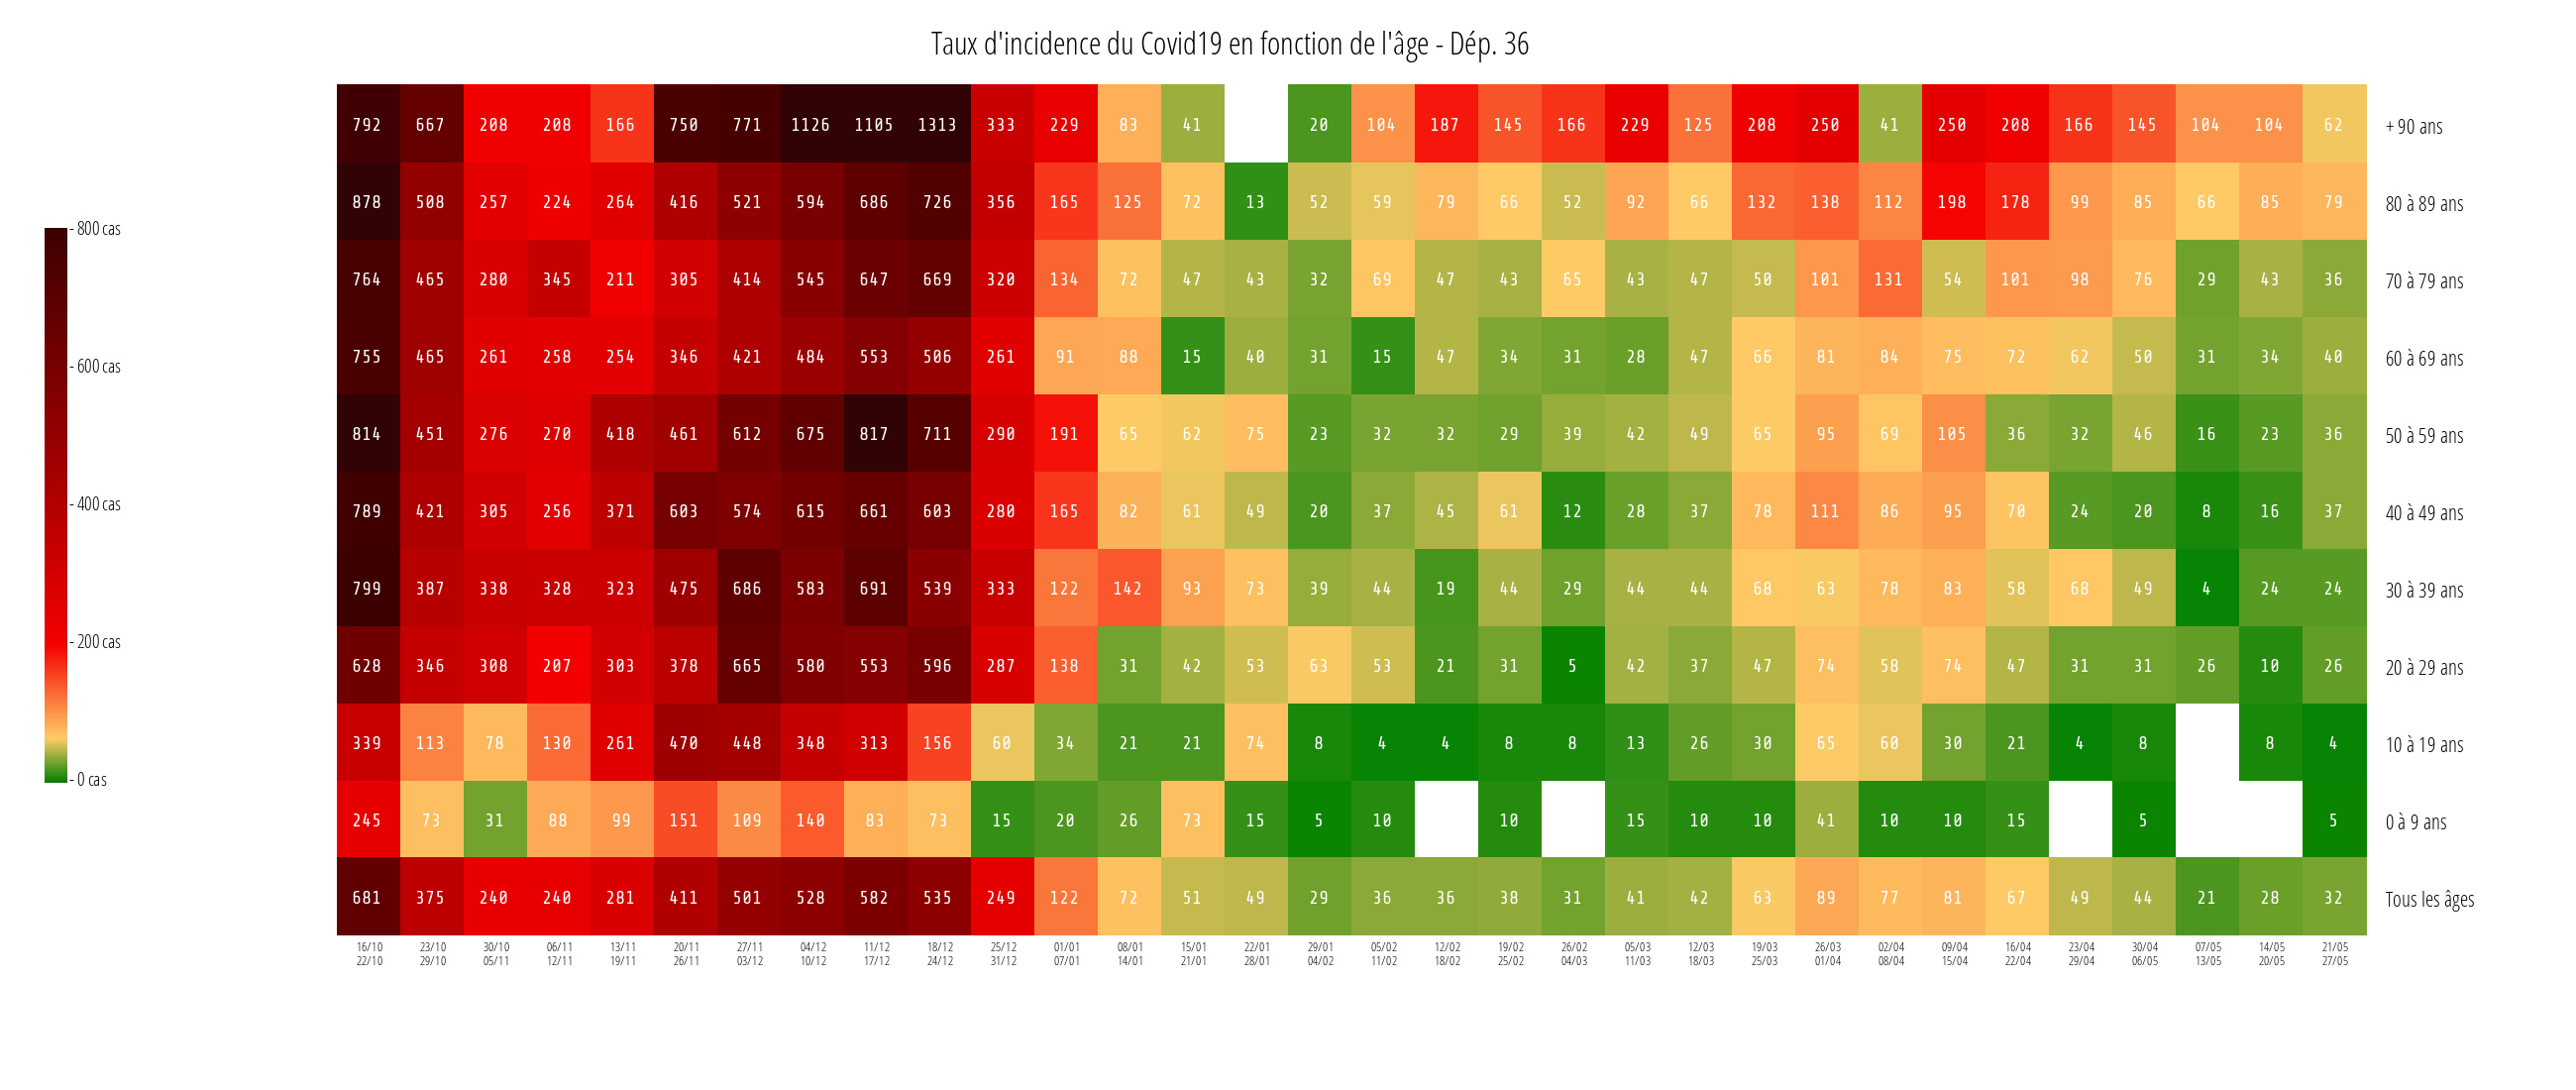 Taux d'incidence du Covid19 en fonction de l'âge - Dép. 36
- 800 cas
- 600 cas
- 400 cas
- 200 cas
- 0 cas
792 667 208 208 166 750 771 1126 1105 1313 333 229 83 41 20 104 187 145 166 229 125 208 250 41 250 208 166 145 104 104 62 + 90 ans
878 508 257 224 264 416 521 594 686 726 356 165 125 72 13 52 59 79 66 52 92 66 132 138 112 198 178 99 85 66 85 79 80 à 89 ans
764 465 280 345 211 305 414 545 647 669 320 134 72 47 43 32 69 47 43 65 43 47 50 101 131 54 101 98 76 29 43 36 70 à 79 ans
755 465 261 258 254 346 421 484 553 506 261 91 88 15 40 31 15 47 34 31 28 47 66 81 84 75 72 62 50 31 34 40 60 à 69 ans
814 451 276 270 418 461 612 675 817 711 290 191 65 62 75 23 32 32 29 39 42 49 65 95 69 105 36 32 46 16 23 36 50 à 59 ans
789 421 305 256 371 603 574 615 661 603 280 165 82 61 49 20 37 45 61 12 28 37 78 111 86 95 70 24 20 8 16 37 40 à 49 ans
799 387 338 328 323 475 686 583 691 539 333 122 142 93 73 39 44 19 44 29 44 44 68 63 78 83 58 68 49 4 24 24 30 à 39 ans
628 346 308 207 303 378 665 580 553 596 287 138 31 42 53 63 53 21 31 5 42 37 47 74 58 74 47 31 31 26 10 26 20 à 29 ans
339 113 78 130 261 470 448 348 313 156 60 34 21 21 74 8 4 4 8 8 13 26 30 65 60 30 21 4 8 8 4 10 à 19 ans
245 73 31 88 99 151 109 140 83 73 15 20 26 73 15 5 10 10 15 10 10 41 10 10 15 5 5 0 à 9 ans
681 375 240 240 281 411 501 528 582 535 249 122 72 51 49 29 36 36 38 31 41 42 63 89 77 81 67 49 44 21 28 32 Tous les âges
16/10 23/10 30/10 06/11 13/11 20/11 27/11 04/12 11/12 18/12 25/12 01/01 08/01 15/01 22/01 29/01 05/02 12/02 19/02 26/02 05/03 12/03 19/03 26/03 02/04 09/04 16/04 23/04 30/04 07/05 14/05 21/05
22/10 29/10 05/11 12/11 19/11 26/11 03/12 10/12 17/12 24/12 31/12 07/01 14/01 21/01 28/01 04/02 11/02 18/02 25/02 04/03 11/03 18/03 25/03 01/04 08/04 15/04 22/04 29/04 06/05 13/05 20/05 27/05